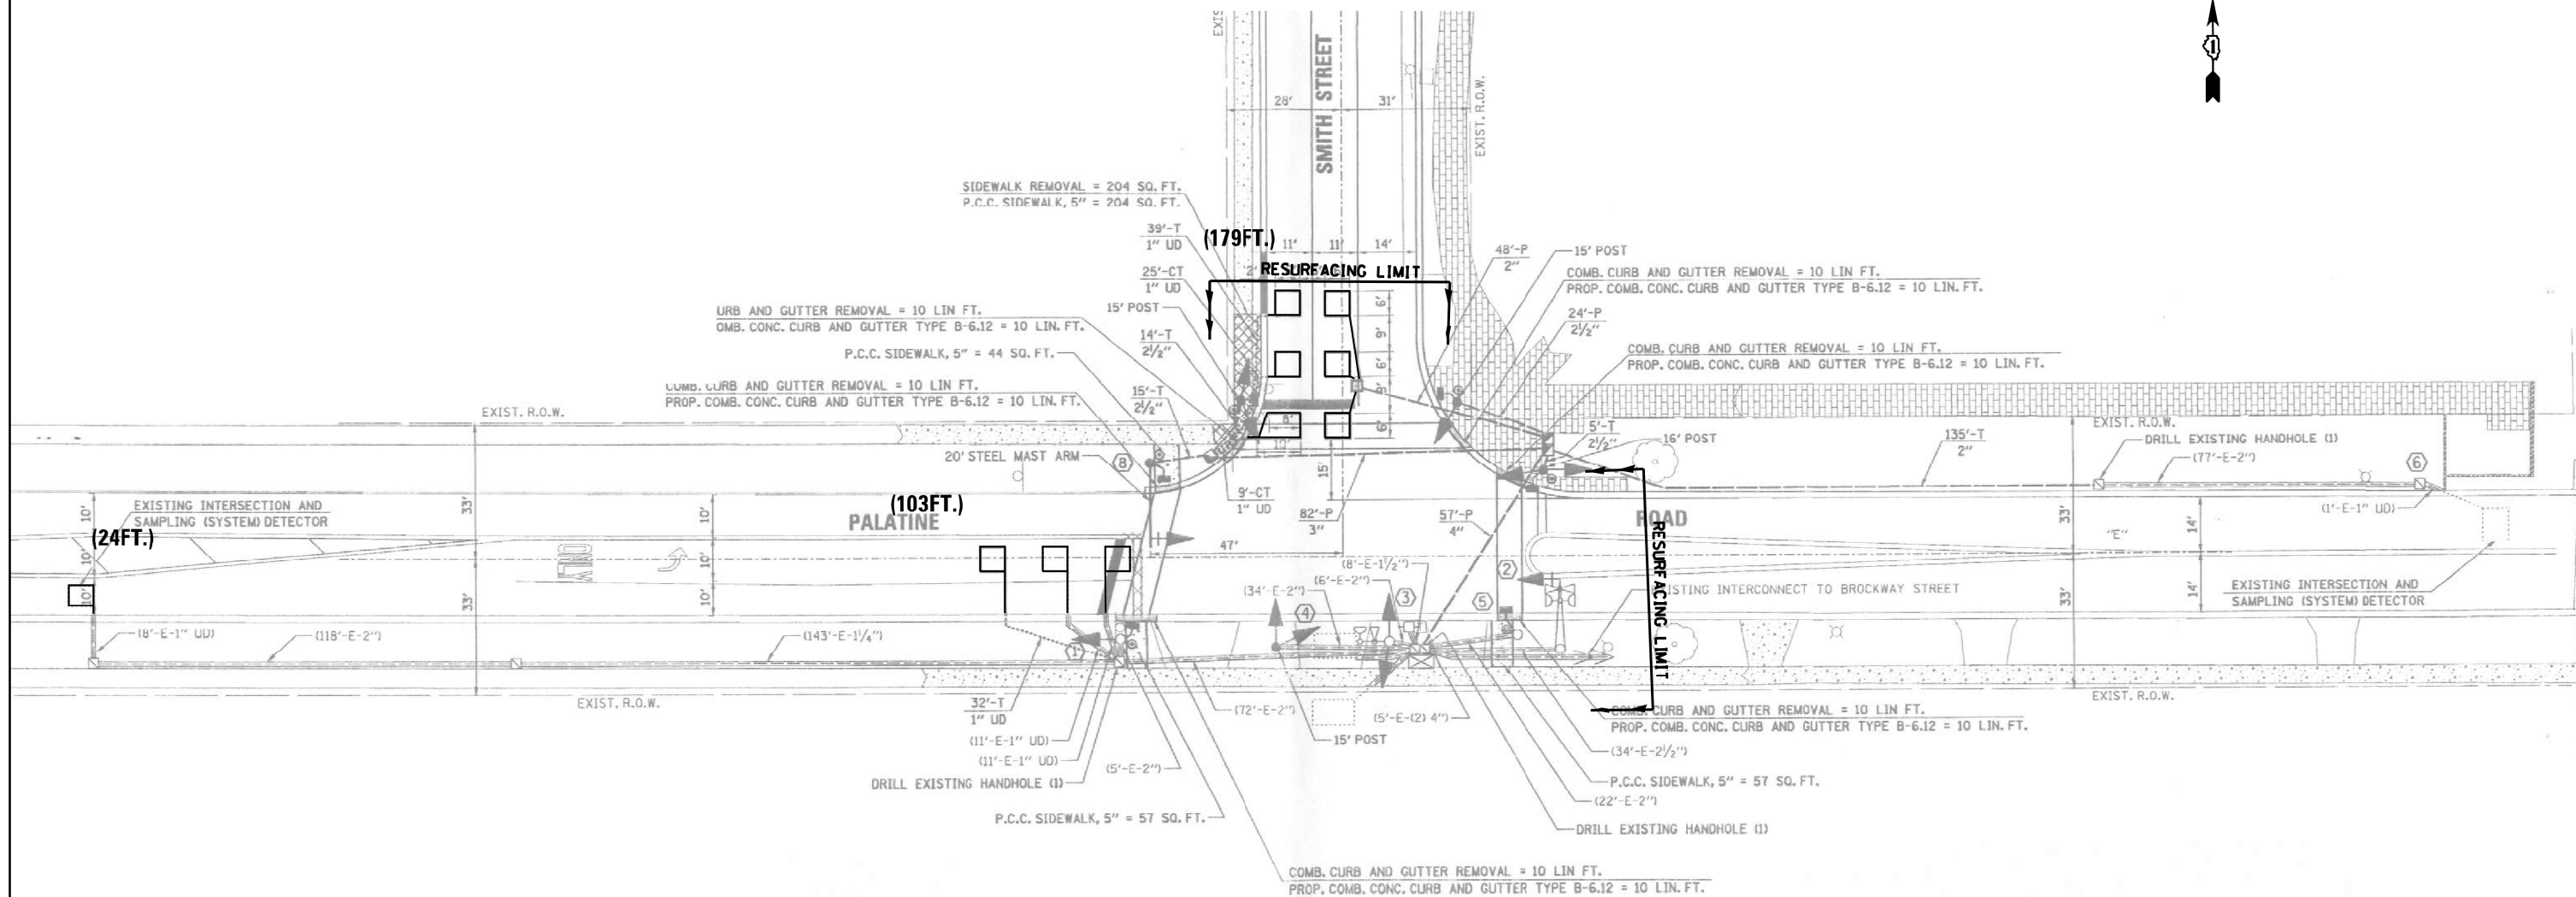 EXIS
SMITH STREET
28'
31'
EXIST. R.O.W.
SIDEWALK REMOVAL = 204 SQ. FT.
P.C.C. SIDEWALK, 5" = 204 SQ. FT.
39'-T
1" UD
(179FT.)
11'
11'
14'
25'-CT
1" UD
2'
RESURFACING LIMIT
48'-P
2"
15' POST
COMB. CURB AND GUTTER REMOVAL = 10 LIN FT.
PROP. COMB. CONC. CURB AND GUTTER TYPE B-6.12 = 10 LIN. FT.
URB AND GUTTER REMOVAL = 10 LIN FT.
OMB. CONC. CURB AND GUTTER TYPE B-6.12 = 10 LIN. FT.
15' POST
6'
9'
6'
9'
6'
24'-P
2½"
14'-T
2½"
P.C.C. SIDEWALK, 5" = 44 SQ. FT.
COMB. CURB AND GUTTER REMOVAL = 10 LIN FT.
PROP. COMB. CONC. CURB AND GUTTER TYPE B-6.12 = 10 LIN. FT.
COMB. CURB AND GUTTER REMOVAL = 10 LIN FT.
PROP. COMB. CONC. CURB AND GUTTER TYPE B-6.12 = 10 LIN. FT.
15'-T
2½"
EXIST. R.O.W.
8'
10'
15'
5'-T
2½"
16' POST
135'-T
2"
EXIST. R.O.W.
DRILL EXISTING HANDHOLE (1)
(77'-E-2")
6
20' STEEL MAST ARM
8
9'-CT
1" UD
82'-P
3"
57'-P
4"
(1'-E-1" UD)
EXISTING INTERSECTION AND
SAMPLING (SYSTEM) DETECTOR
(24FT.)
10'
10'
10'
33'
33'
ONLY
10'
10'
10'
(103FT.)
PALATINE
ROAD
47'
RESURFACING LIMIT
33'
33'
14'
14'
"E"
(8'-E-1½")
(6'-E-2")
(34'-E-2")
2
3
4
5
1
ISTING INTERCONNECT TO BROCKWAY STREET
EXISTING INTERSECTION AND
SAMPLING (SYSTEM) DETECTOR
(8'-E-1" UD)
(118'-E-2")
(143'-E-1¼")
EXIST. R.O.W.
EXIST. R.O.W.
32'-T
1" UD
(11'-E-1" UD)
(11'-E-1" UD)
(5'-E-2")
(72'-E-2")
15' POST
(5'-E-(2) 4")
COMB. CURB AND GUTTER REMOVAL = 10 LIN FT.
PROP. COMB. CONC. CURB AND GUTTER TYPE B-6.12 = 10 LIN. FT.
(34'-E-2½")
DRILL EXISTING HANDHOLE (1)
P.C.C. SIDEWALK, 5" = 57 SQ. FT.
(22'-E-2")
P.C.C. SIDEWALK, 5" = 57 SQ. FT.
DRILL EXISTING HANDHOLE (1)
COMB. CURB AND GUTTER REMOVAL = 10 LIN FT.
PROP. COMB. CONC. CURB AND GUTTER TYPE B-6.12 = 10 LIN. FT.